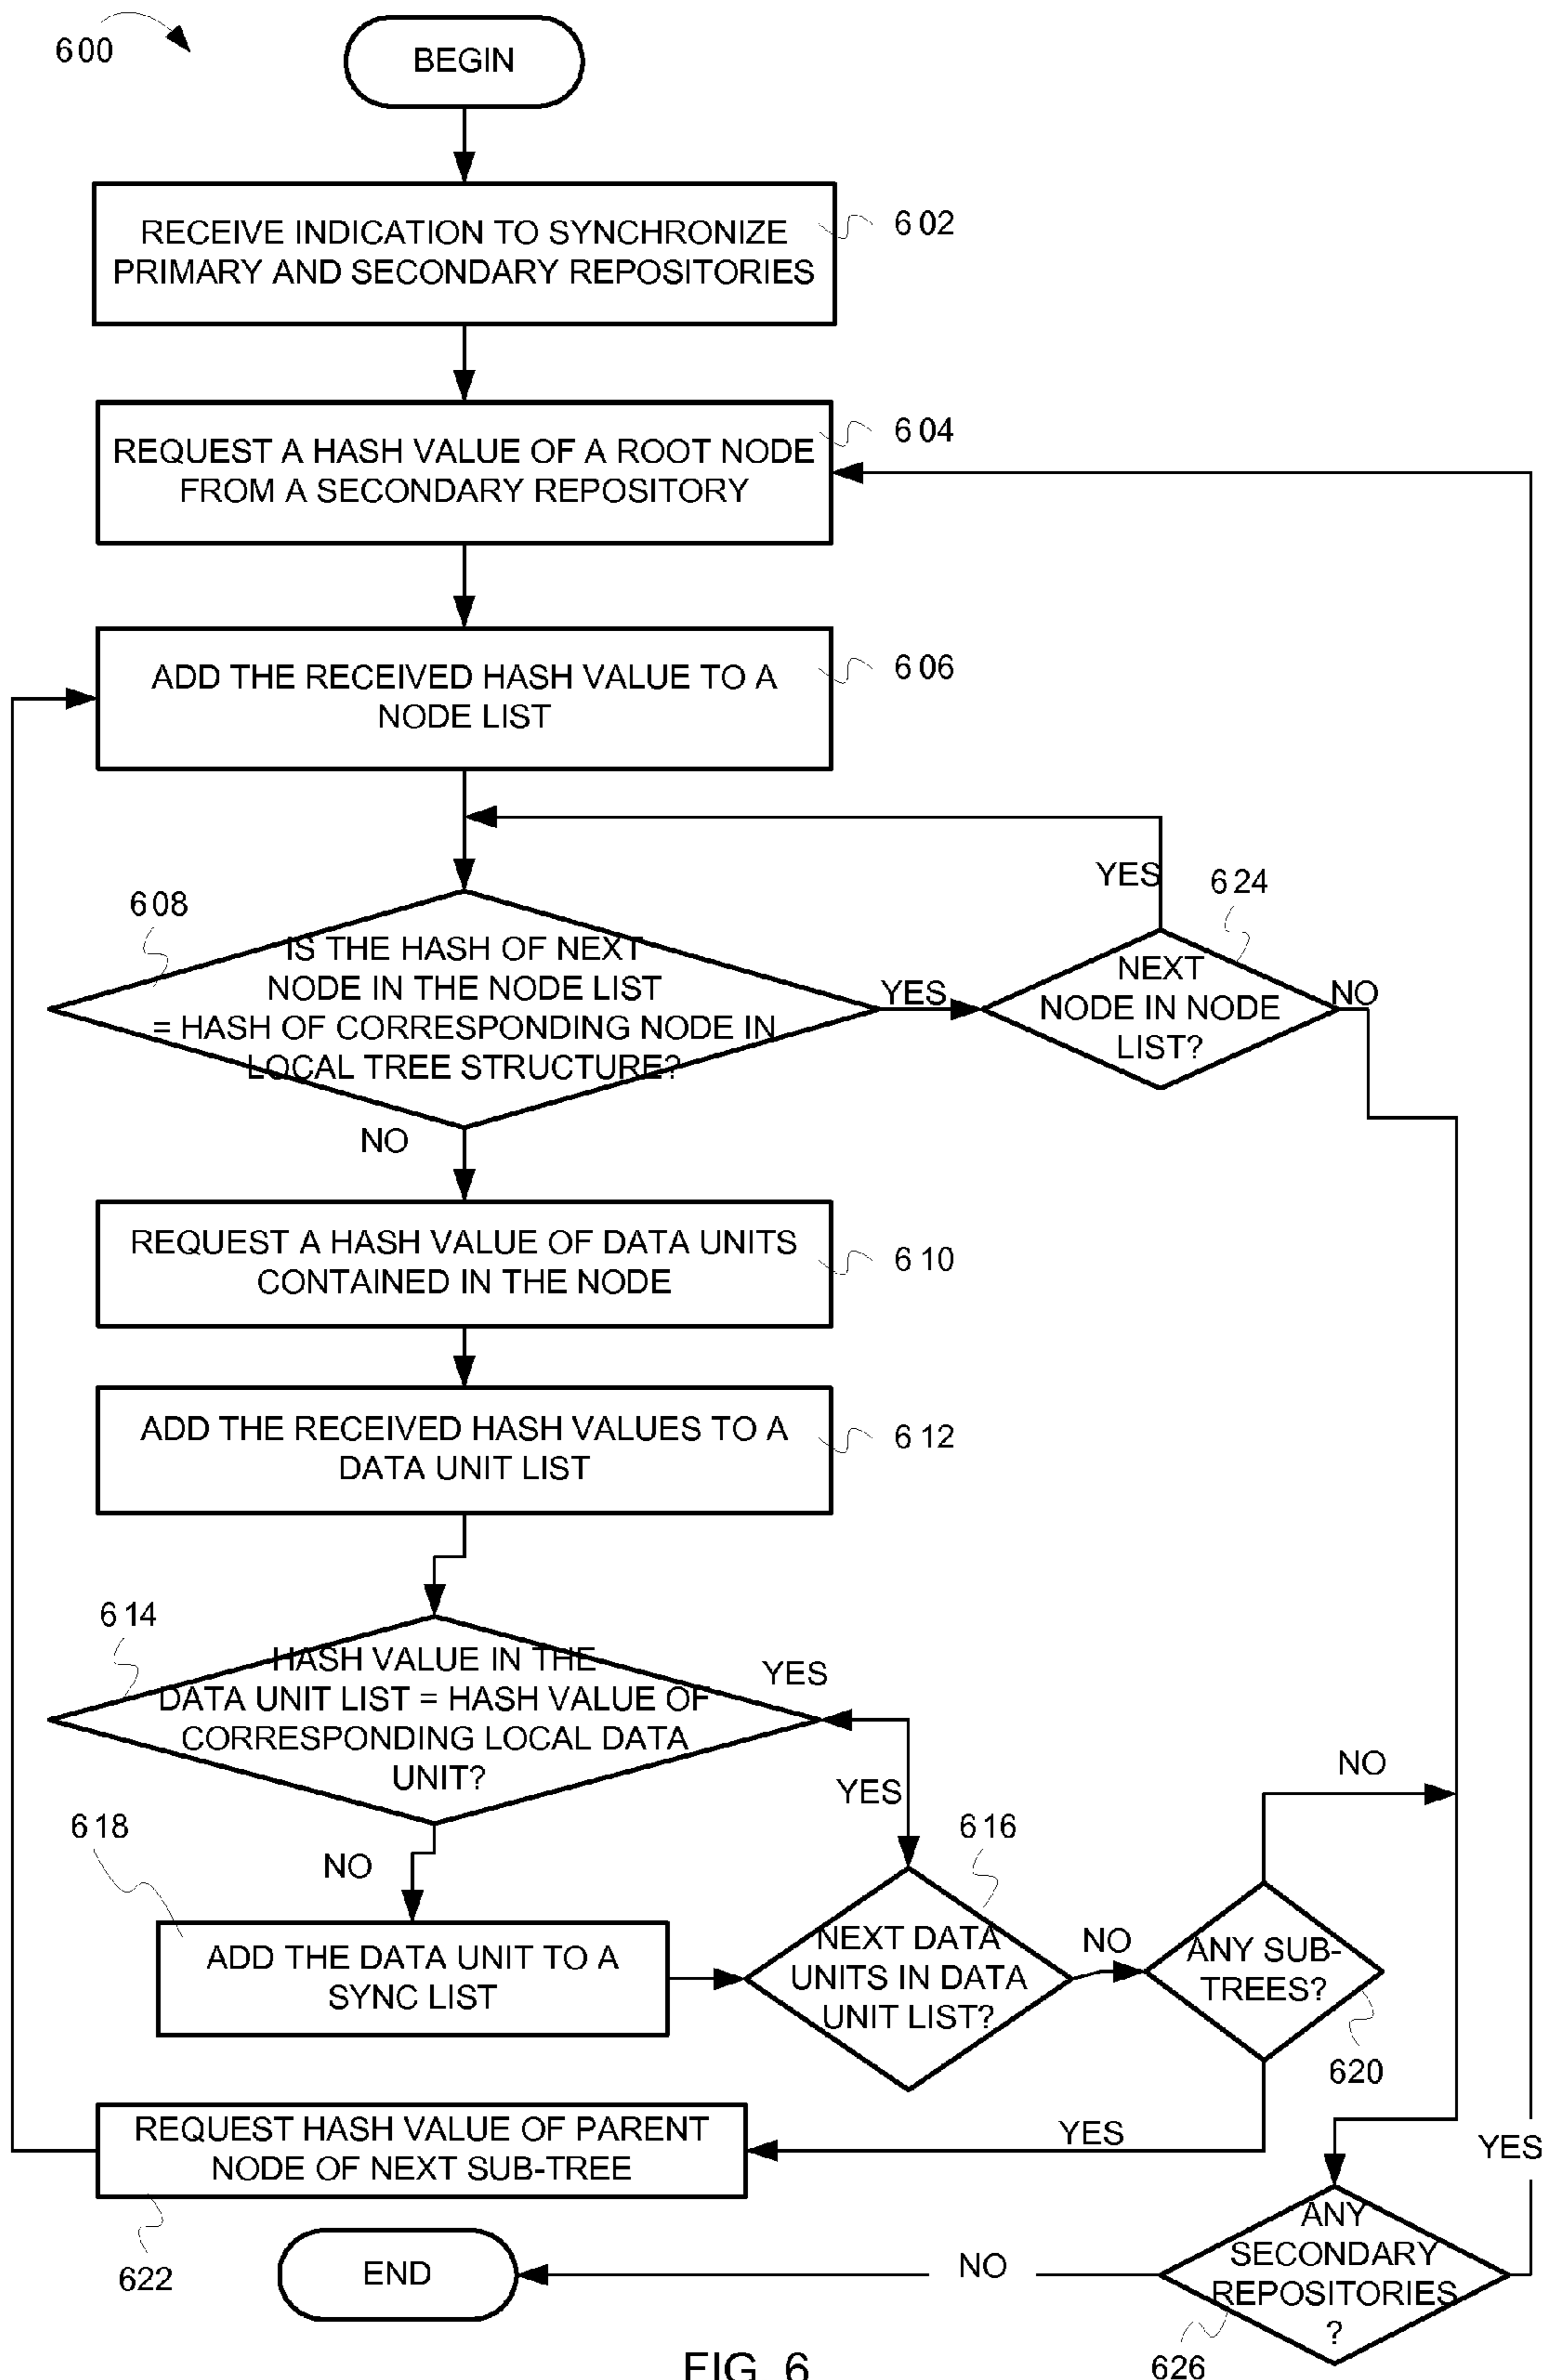 600
BEGIN
RECEIVE INDICATION TO SYNCHRONIZE
PRIMARY AND SECONDARY REPOSITORIES
602
REQUEST A HASH VALUE OF A ROOT NODE
FROM A SECONDARY REPOSITORY
604
ADD THE RECEIVED HASH VALUE TO A
NODE LIST
606
608
IS THE HASH OF NEXT
NODE IN THE NODE LIST
= HASH OF CORRESPONDING NODE IN
LOCAL TREE STRUCTURE?
YES
YES
624
NEXT
NODE IN NODE
LIST?
NO
NO
REQUEST A HASH VALUE OF DATA UNITS
CONTAINED IN THE NODE
610
ADD THE RECEIVED HASH VALUES TO A
DATA UNIT LIST
612
614
HASH VALUE IN THE
DATA UNIT LIST = HASH VALUE OF
CORRESPONDING LOCAL DATA
UNIT?
YES
YES
NO
618
NO
ADD THE DATA UNIT TO A
SYNC LIST
616
NEXT DATA
UNITS IN DATA
UNIT LIST?
NO
ANY SUB-
TREES?
620
YES
REQUEST HASH VALUE OF PARENT
NODE OF NEXT SUB-TREE
622
YES
ANY
SECONDARY
REPOSITORIES
?
626
NO
END
FIG. 6